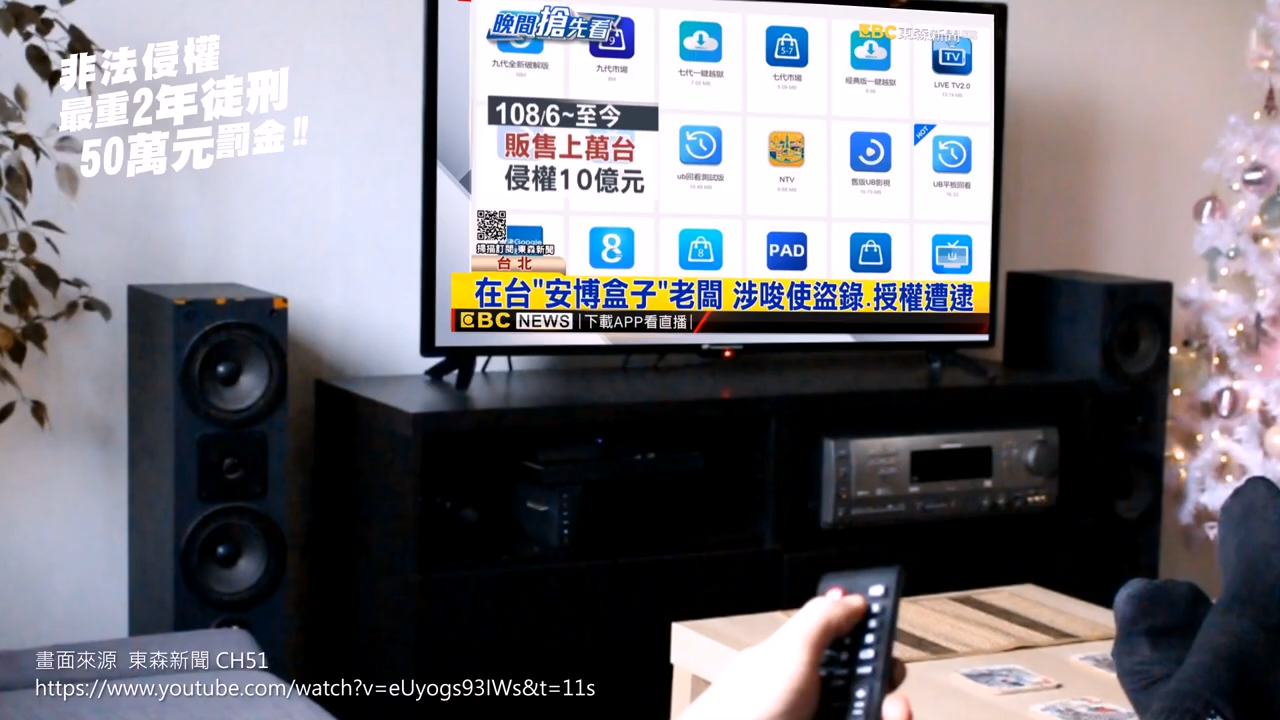 非法侵權
最重2年徒刑
50萬元罰金!!
晚間搶先看
EBC東森新聞
九代全新破解版
九代市場
七代一鍵越獄
七代市場
經典版一鍵越獄
LIVE TV2.0
108/6~至今
販售上萬台
侵權10億元
ub回看測試版
NTV
舊版UB影視
UB平板回看
HOT
掃描訂閱 東森新聞
台北
8
PAD
在台"安博盒子"老闆 涉唆使盜錄.授權遭逮
EBC NEWS 下載APP看直播
畫面來源 東森新聞 CH51
https://www.youtube.com/watch?v=eUyogs93lWs&t=11s